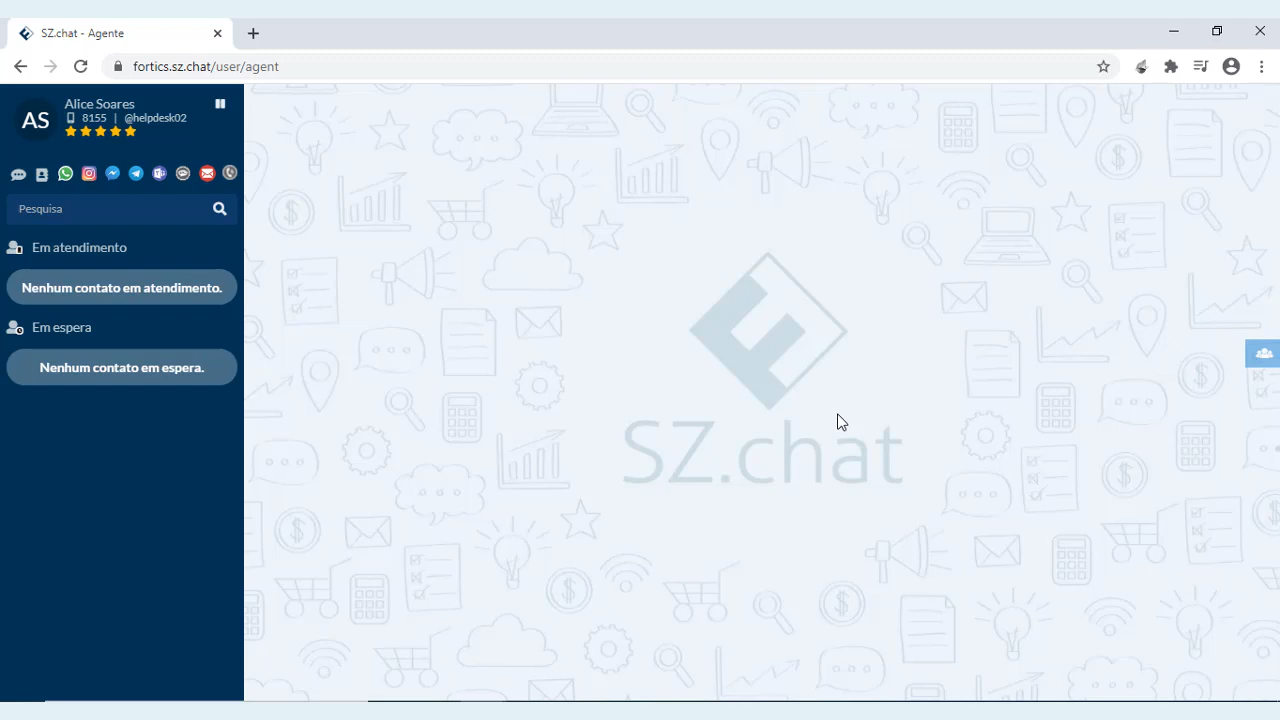 SZ.chat - Agente
fortics.sz.chat/user/agent
Alice Soares
8155 | @helpdesk02
AS
Pesquisa
Em atendimento
Nenhum contato em atendimento.
Em espera
Nenhum contato em espera.
SZ.chat